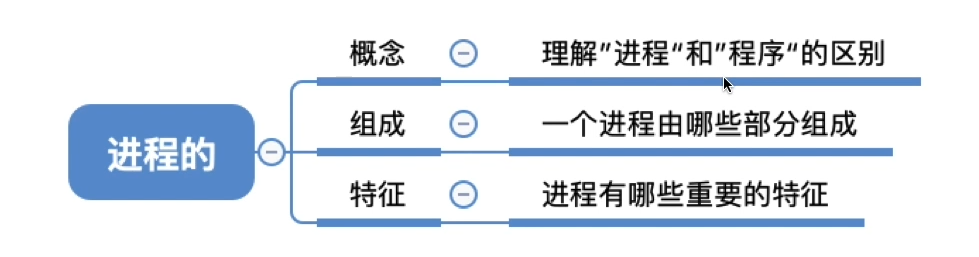 进程的
概念
理解”进程“和”程序“的区别
组成
一个进程由哪些部分组成
特征
进程有哪些重要的特征